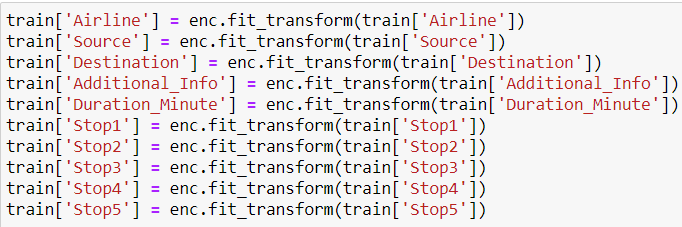 train['Airline'] = enc.fit_transform(train['Airline'])
train['Source'] = enc.fit_transform(train['Source'])
train['Destination'] = enc.fit_transform(train['Destination'])
train['Additional_Info'] = enc.fit_transform(train['Additional_Info'])
train['Duration_Minute'] = enc.fit_transform(train['Duration_Minute'])
train['Stop1'] = enc.fit_transform(train['Stop1'])
train['Stop2'] = enc.fit_transform(train['Stop2'])
train['Stop3'] = enc.fit_transform(train['Stop3'])
train['Stop4'] = enc.fit_transform(train['Stop4'])
train['Stop5'] = enc.fit_transform(train['Stop5'])